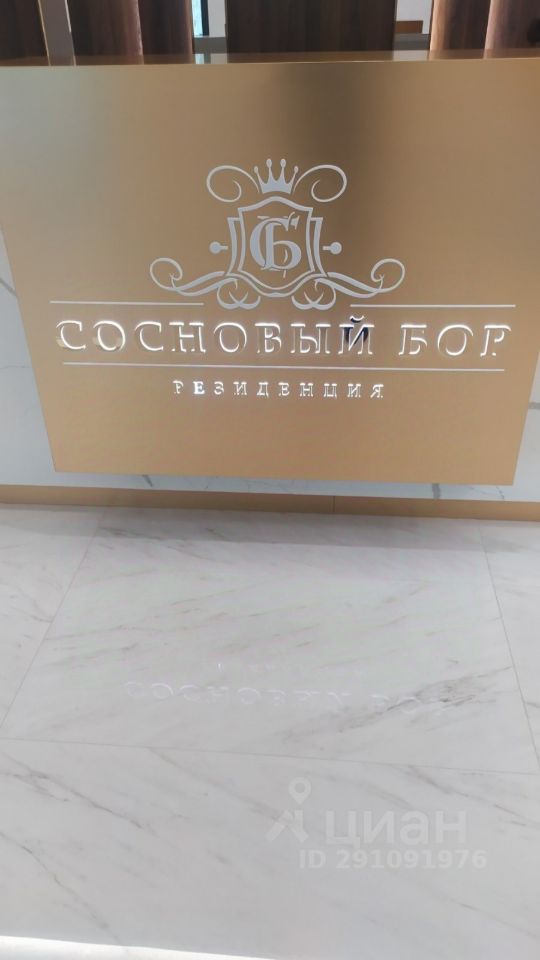 СБ
СОСНОВЫЙ БОР
РЕЗИДЕНЦИЯ
циан
ID 291091976